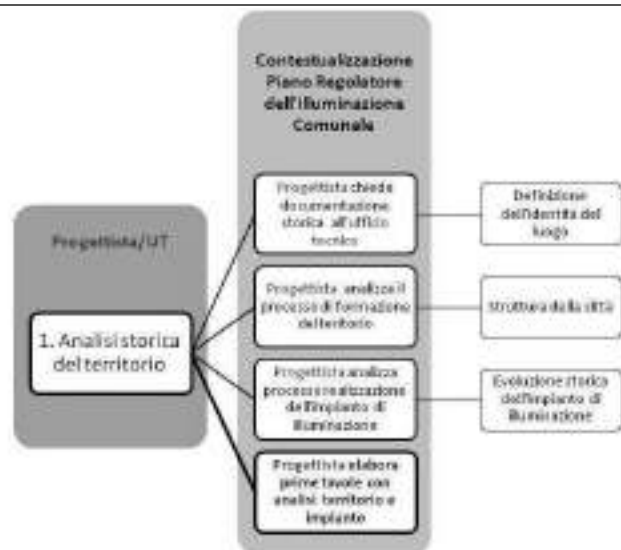 Contestualizzazione
Piano Regolatore
dell'Illuminazione
Comunale
Progettista/UT
1. Analisi storica
del territorio
Progettista chiede
documentazione
storica all'ufficio
tecnico
Progettista analizza il
processo di formazione
del territorio
Progettista analizza
processo realizzazione
dell'impianto di
illuminazione
Progettista elabora
prime tavole con
analisi territorio e
impianto
Definizione
dell'identità del
luogo
Struttura della città
Evoluzione storica
dell'impianto di
illuminazione